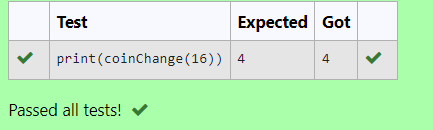 Test Expected Got
print(coinChange(16)) 4 4
Passed all tests!